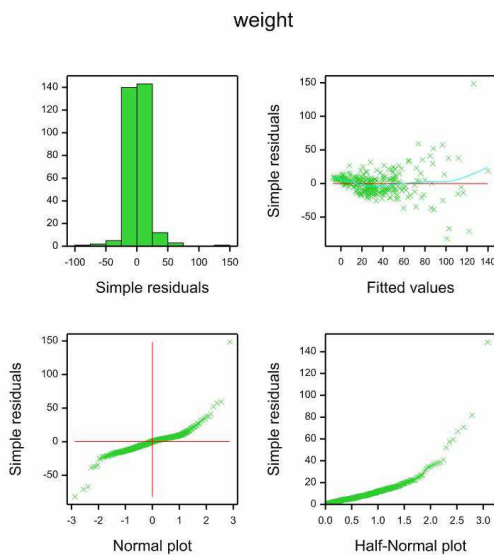 weight
140
120
100
80
60
40
20
0
-100 -50 0 50 100 150
Simple residuals
Simple residuals
150
100
50
0
-50
0 20 40 60 80 100 120 140
Fitted values
Simple residuals
150
100
50
0
-50
-3 -2 -1 0 1 2 3
Normal plot
Simple residuals
140
120
100
80
60
40
20
0
0.0 0.5 1.0 1.5 2.0 2.5 3.0
Half-Normal plot